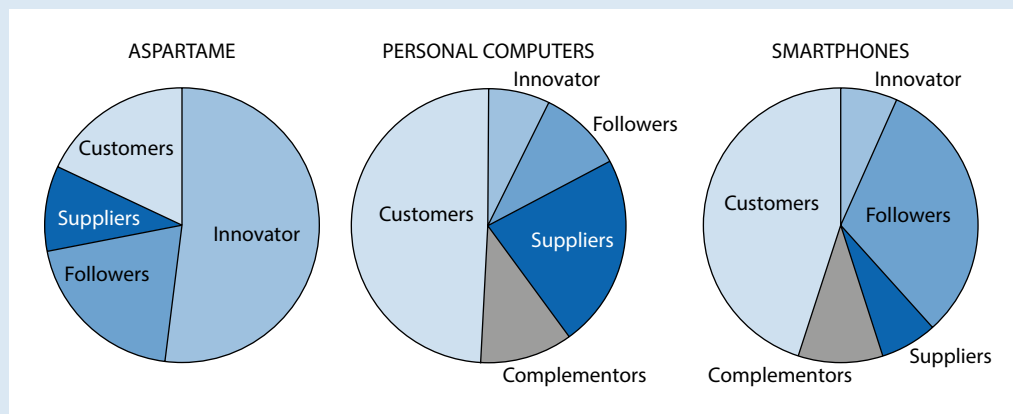 ASPARTAME
Customers
Suppliers
Followers
Innovator
PERSONAL COMPUTERS
Innovator
Followers
Customers
Suppliers
Complementors
SMARTPHONES
Innovator
Customers
Followers
Suppliers
Complementors